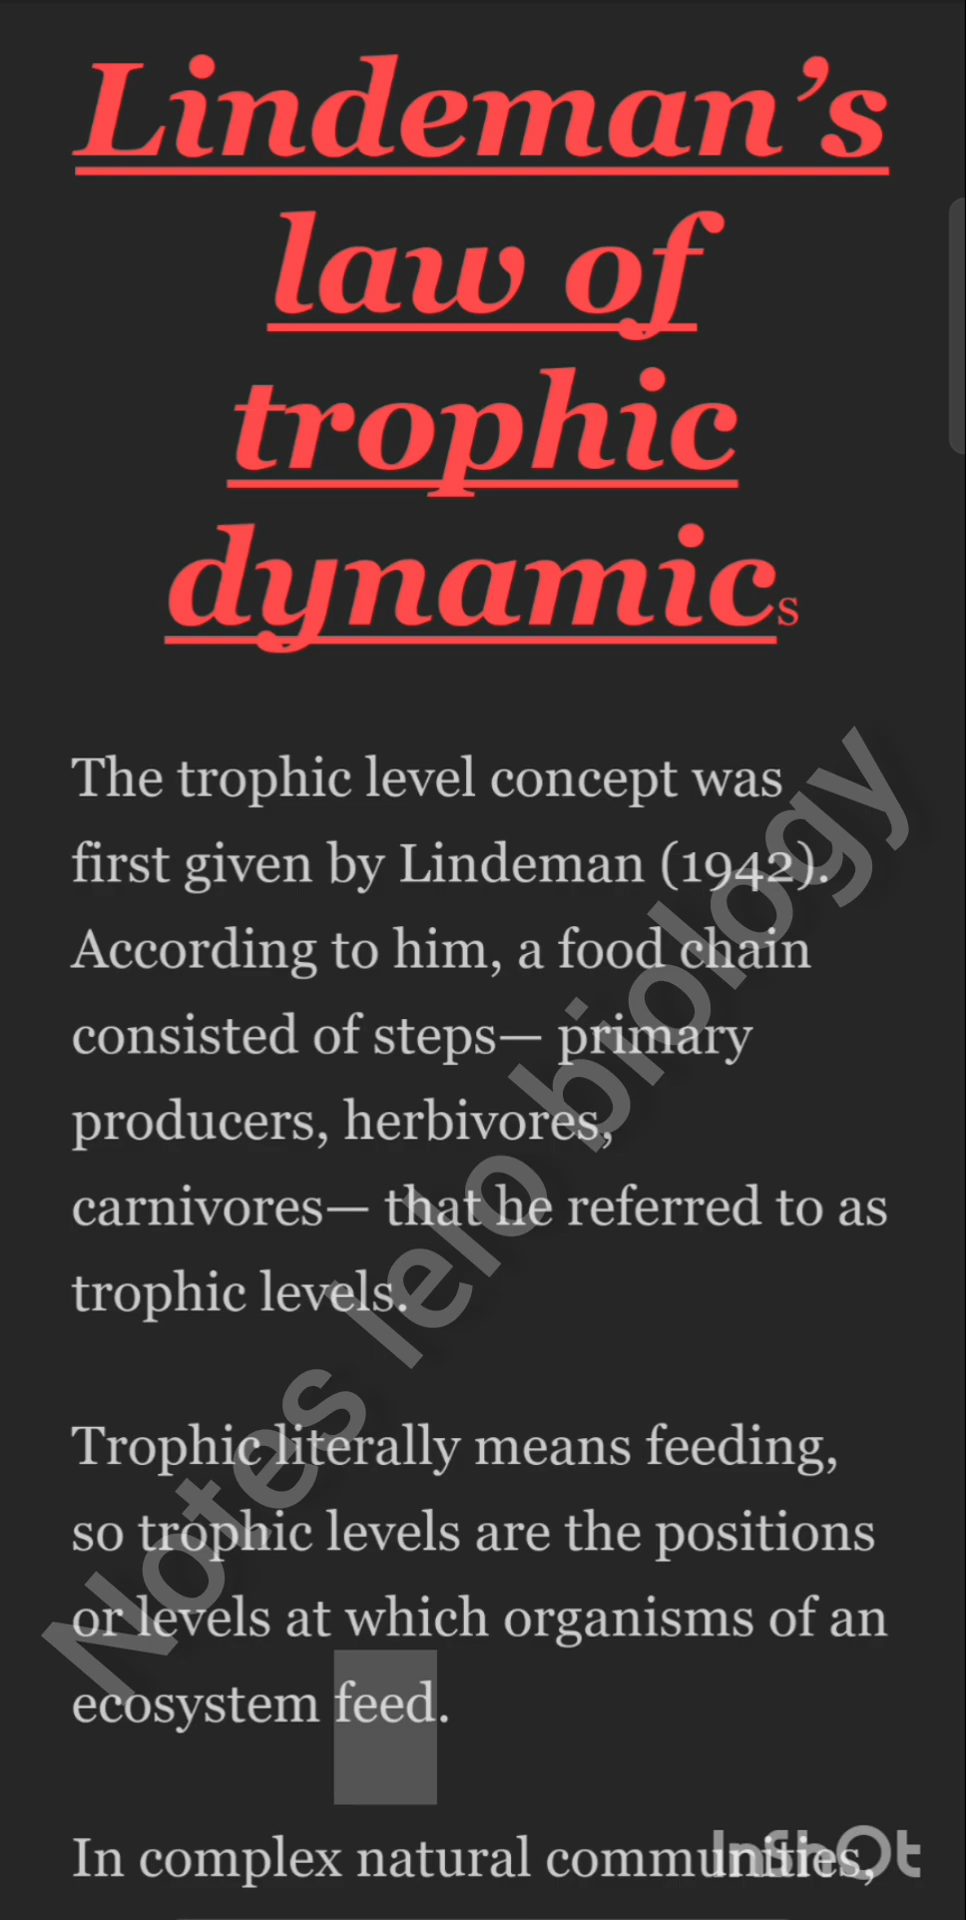 Lindeman’s
law of
trophic
dynamics
The trophic level concept was
first given by Lindeman (1942).
According to him, a food chain
consisted of steps— primary
producers, herbivores,
carnivores— that he referred to as
trophic levels.
Trophic literally means feeding,
so trophic levels are the positions
or levels at which organisms of an
ecosystem feed.
In complex natural communities,
Notes lelo biology
InShOt